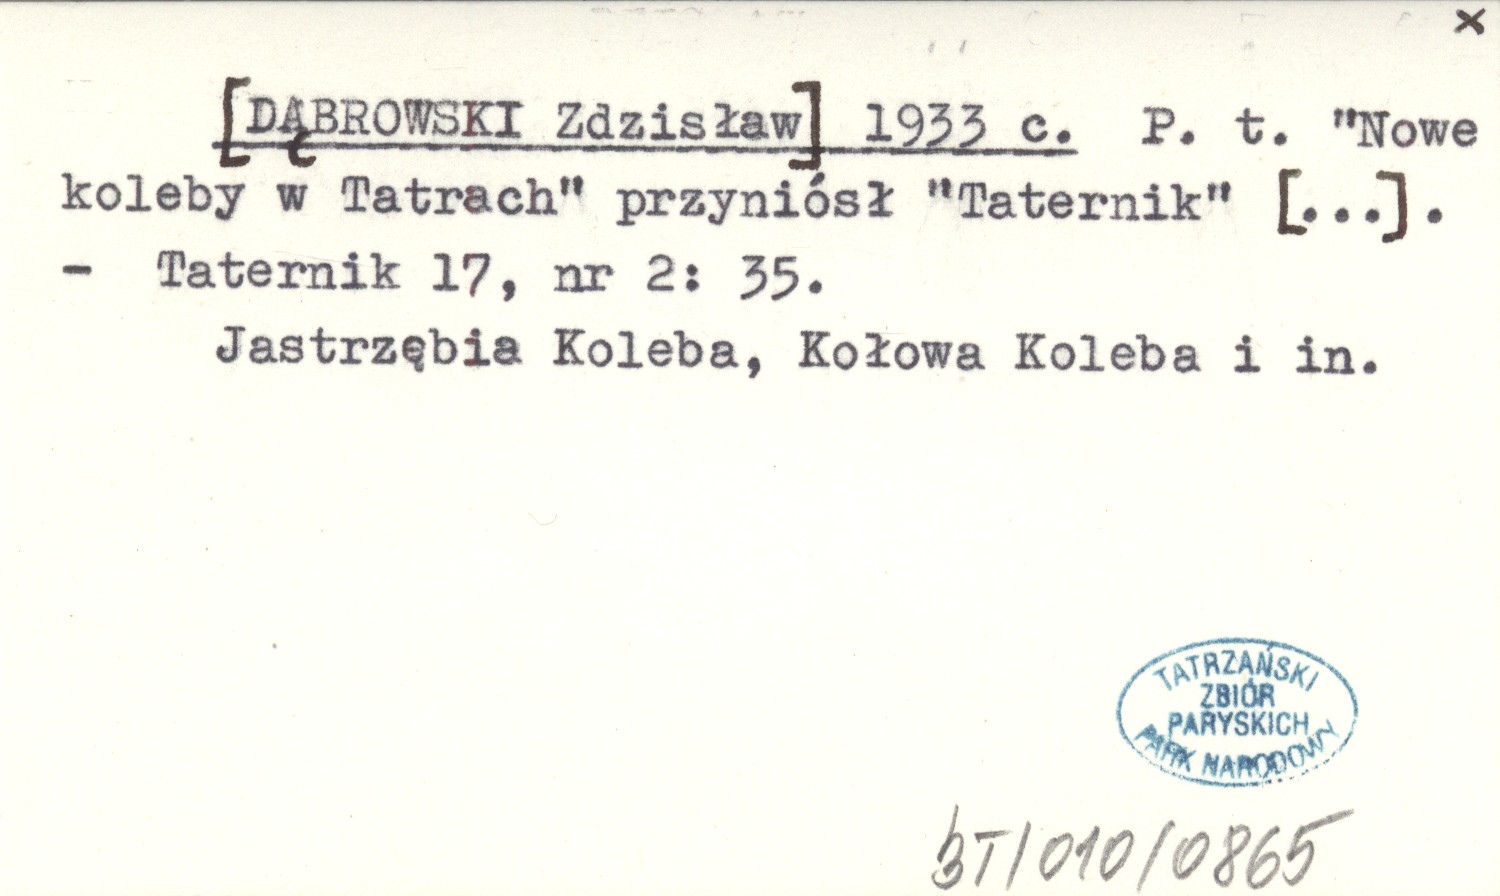 ×
[DĄBROWSKI Zdzisław] 1933 c. P. t. "Nowe
koleby w Tatrach" przyniósł "Taternik" [...].
- Taternik 17, nr 2: 35.
Jastrzębia Koleba, Kołowa Koleba i in.
TATRZAŃSKI
ZBIÓR
PARYSKICH
PARK NARODOWY
BT/010/0865